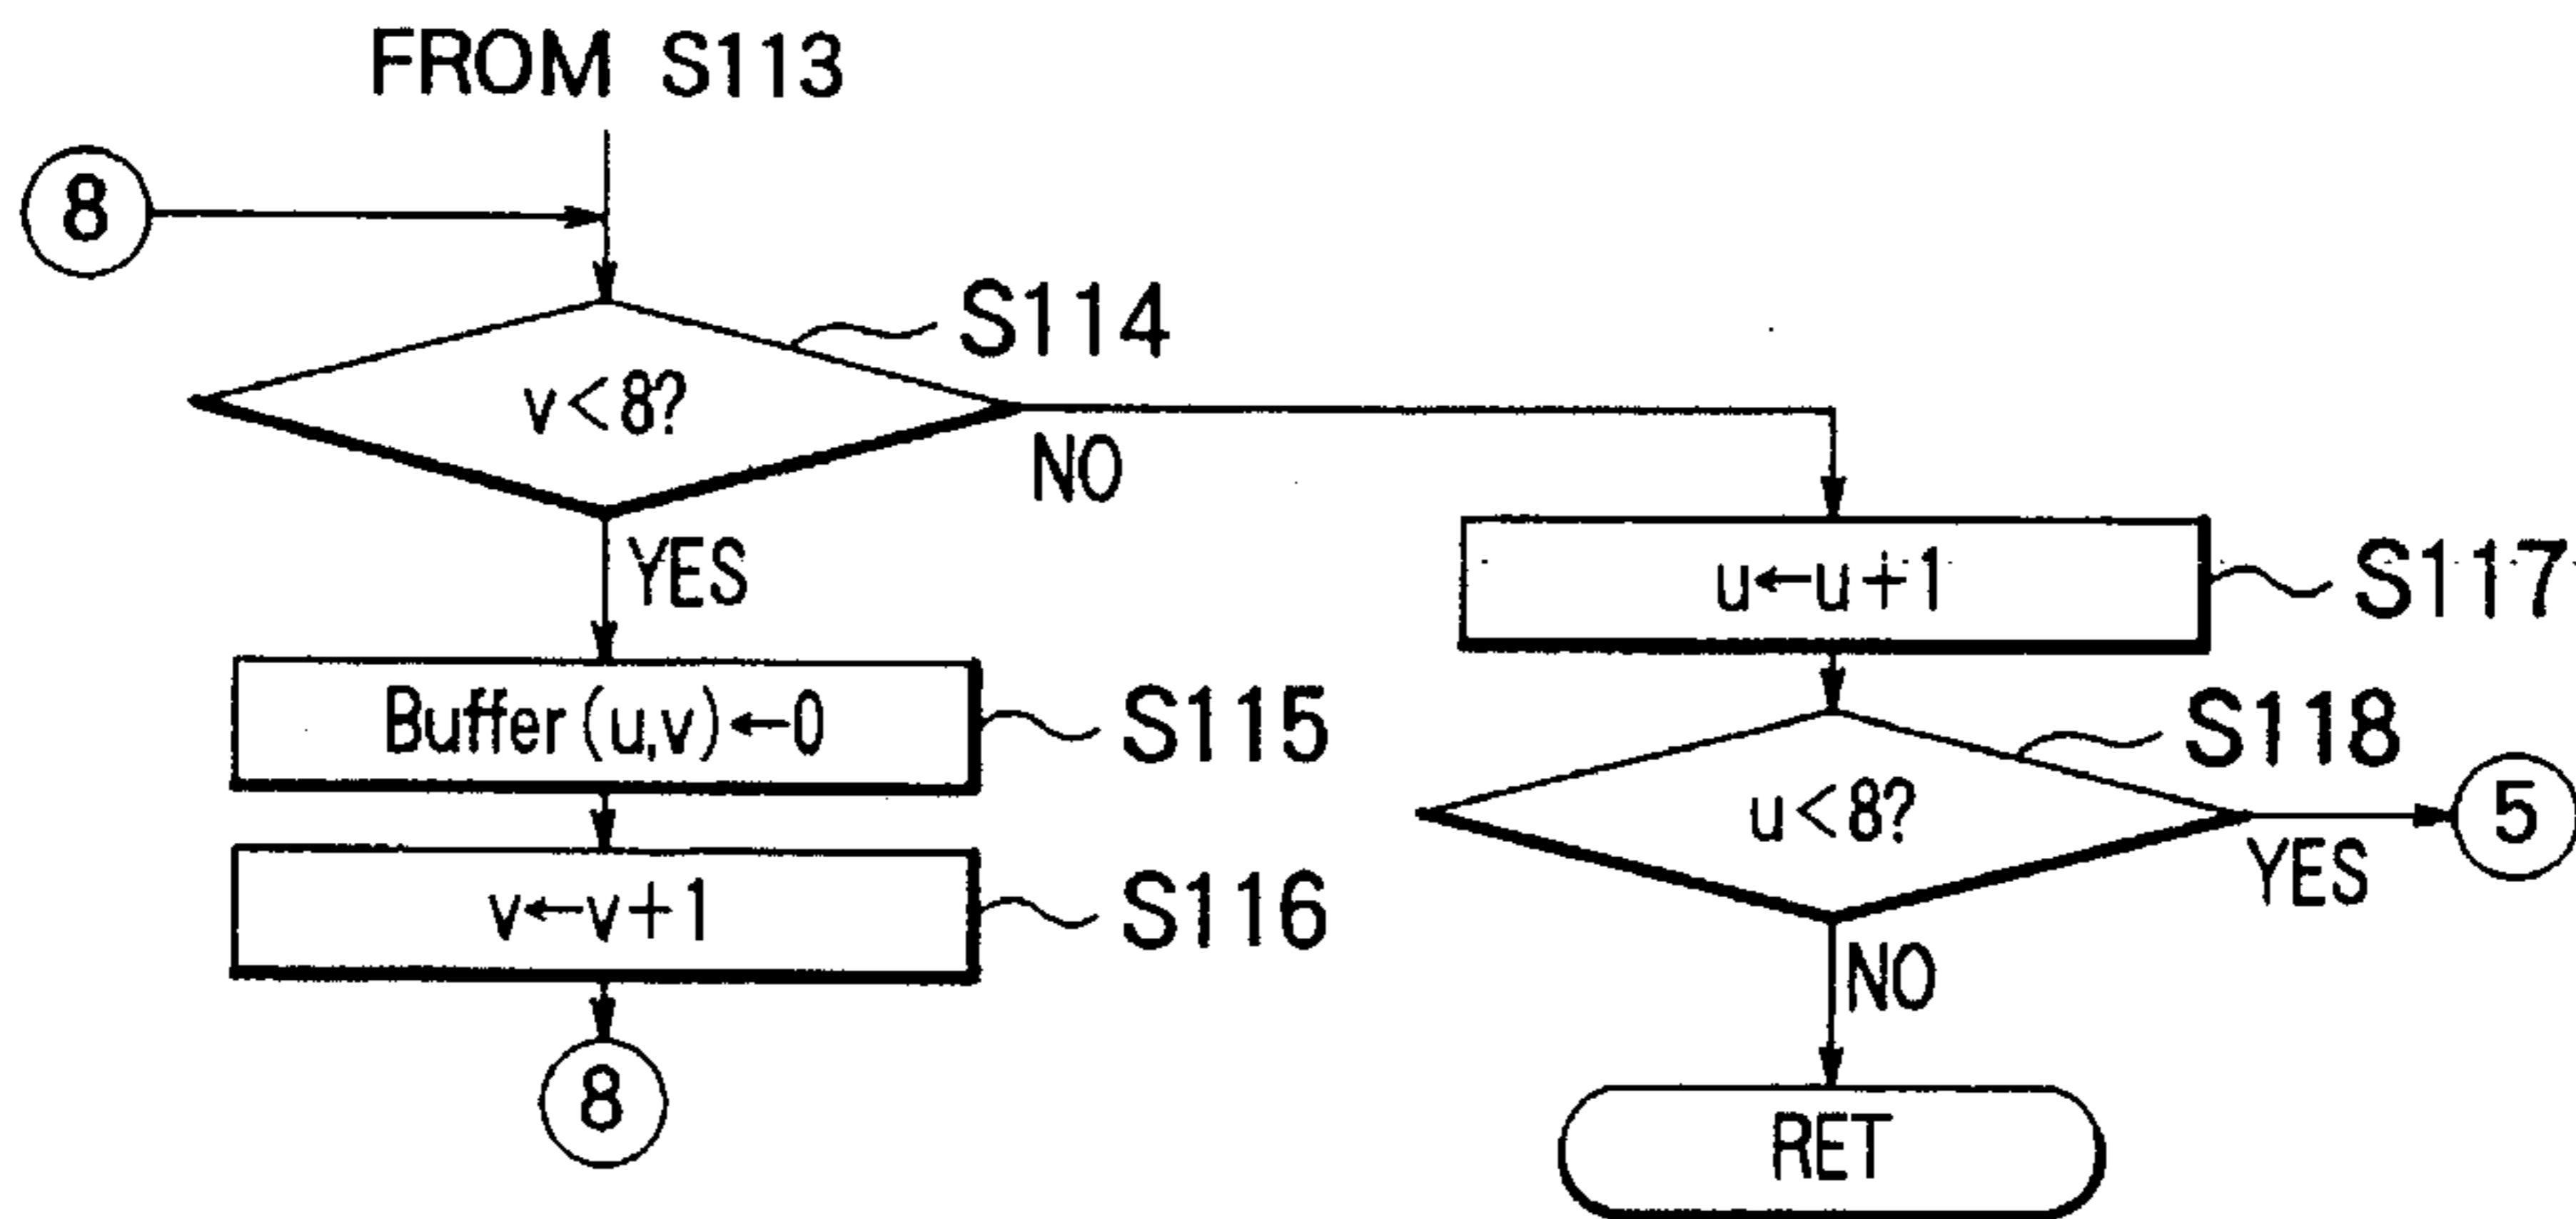 FROM S113
8
S114
v<8?
NO
YES
u←u+1
S117
Buffer(u,v)←0
S115
S118
u<8?
5
YES
v←v+1
S116
NO
8
RET